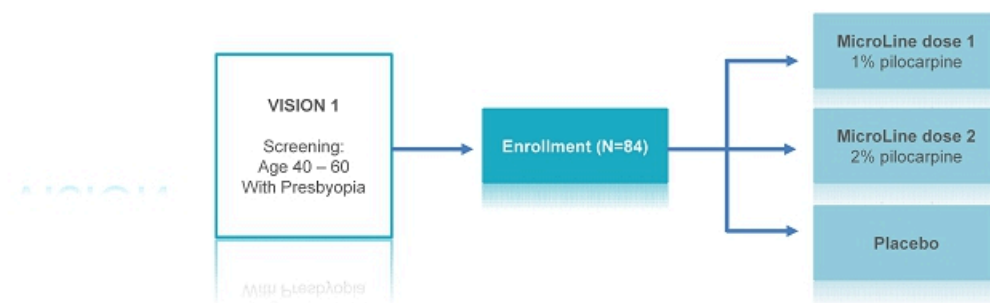 VISION 1
Screening:
Age 40 – 60
With Presbyopia
Enrollment (N=84)
MicroLine dose 1
1% pilocarpine
MicroLine dose 2
2% pilocarpine
Placebo